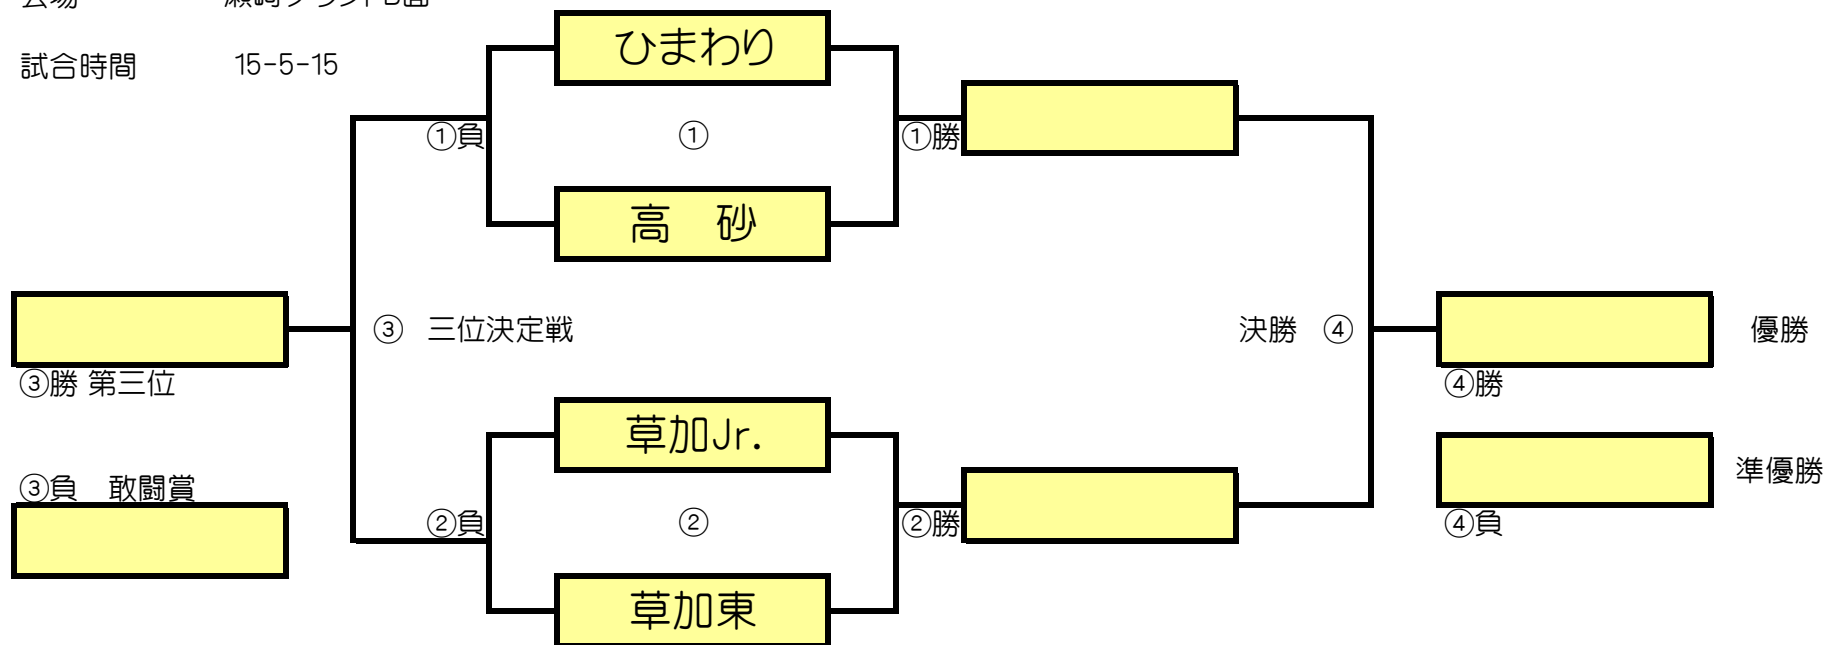 試合時間 15-5-15
ひまわり
①負 ① ①勝
高 砂
③ 三位決定戦 決勝 ④ 優勝
③勝 第三位 ④勝
草加Jr.
③負 敢闘賞 準優勝
②負 ② ②勝 ④負
草加東